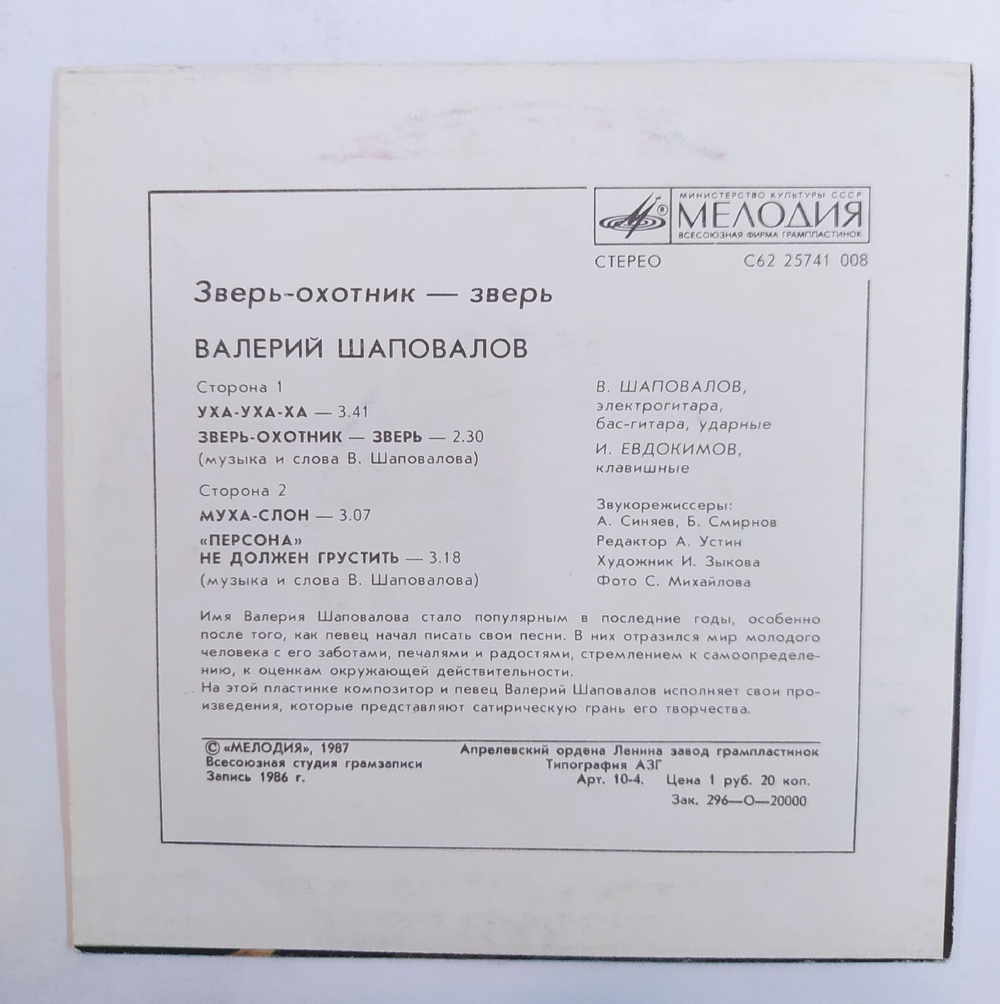 МИНИСТЕРСТВО КУЛЬТУРЫ СССР
МЕЛОДИЯ
ВСЕСОЮЗНАЯ ФИРМА ГРАМПЛАСТИНОК
®
СТЕРЕО С62 25741 008
Зверь-охотник — зверь
ВАЛЕРИЙ ШАПОВАЛОВ
Сторона 1
УХА-УХА-ХА — 3.41
ЗВЕРЬ-ОХОТНИК — ЗВЕРЬ — 2.30
(музыка и слова В. Шаповалова)
Сторона 2
МУХА-СЛОН — 3.07
«ПЕРСОНА»
НЕ ДОЛЖЕН ГРУСТИТЬ — 3.18
(музыка и слова В. Шаповалова)
В. ШАПОВАЛОВ,
электрогитара,
бас-гитара, ударные
И. ЕВДОКИМОВ,
клавишные
Звукорежиссеры:
А. Синяев, Б. Смирнов
Редактор А. Устин
Художник И. Зыкова
Фото С. Михайлова
Имя Валерия Шаповалова стало популярным в последние годы, особенно
после того, как певец начал писать свои песни. В них отразился мир молодого
человека с его заботами, печалями и радостями, стремлением к самоопределе-
нию, к оценкам окружающей действительности.
На этой пластинке композитор и певец Валерий Шаповалов исполняет свои про-
изведения, которые представляют сатирическую грань его творчества.
© «МЕЛОДИЯ», 1987
Всесоюзная студия грамзаписи
Запись 1986 г.
Апрелевский ордена Ленина завод грампластинок
Типография АЗГ
Арт. 10-4. Цена 1 руб. 20 коп.
Зак. 296—О—20000